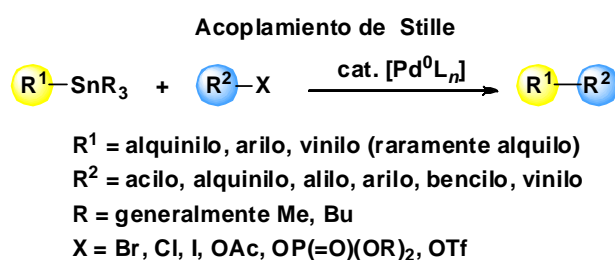 Acoplamiento de Stille
R¹—SnR₃ + R²—X cat. [Pd⁰Lₙ] R¹—R²
R¹ = alquinilo, arilo, vinilo (raramente alquilo)
R² = acilo, alquinilo, alilo, arilo, bencilo, vinilo
R = generalmente Me, Bu
X = Br, Cl, I, OAc, OP(=O)(OR)₂, OTf